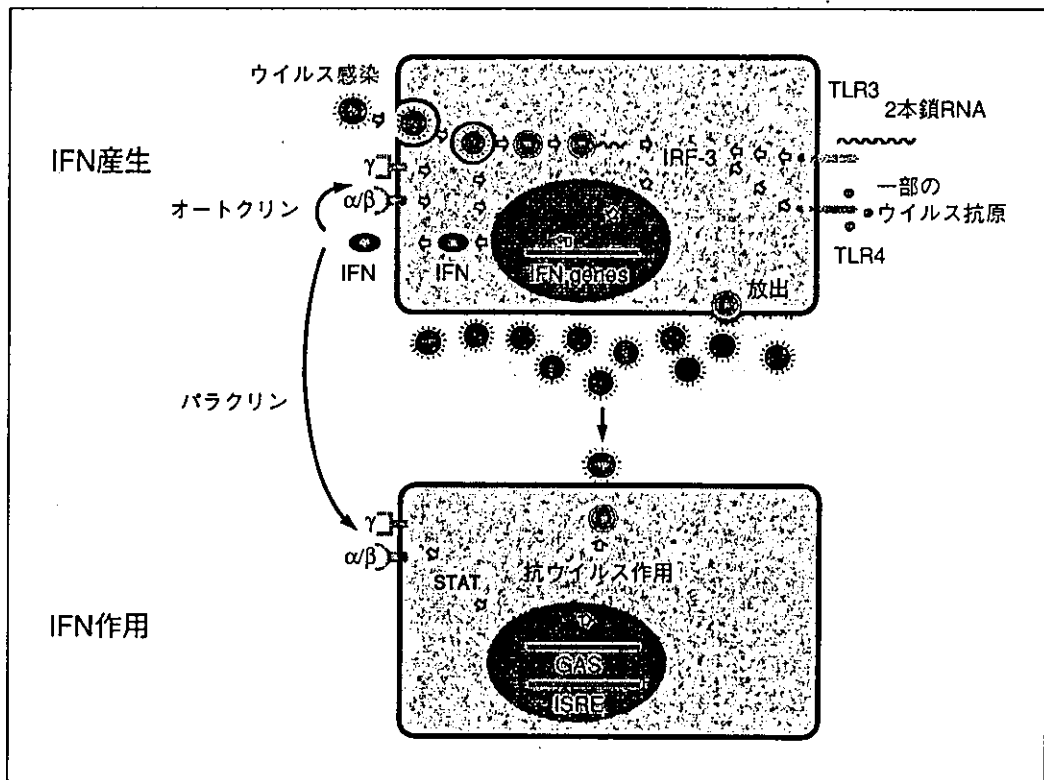 ウイルス感染
TLR3
2本鎖RNA
IFN産生
γ
IRF-3
α/β
オートクリン
一部の
ウイルス抗原
IFN
IFN
IFN genes
TLR4
放出
パラクリン
γ
α/β
STAT
抗ウイルス作用
IFN作用
GAS
ISRE